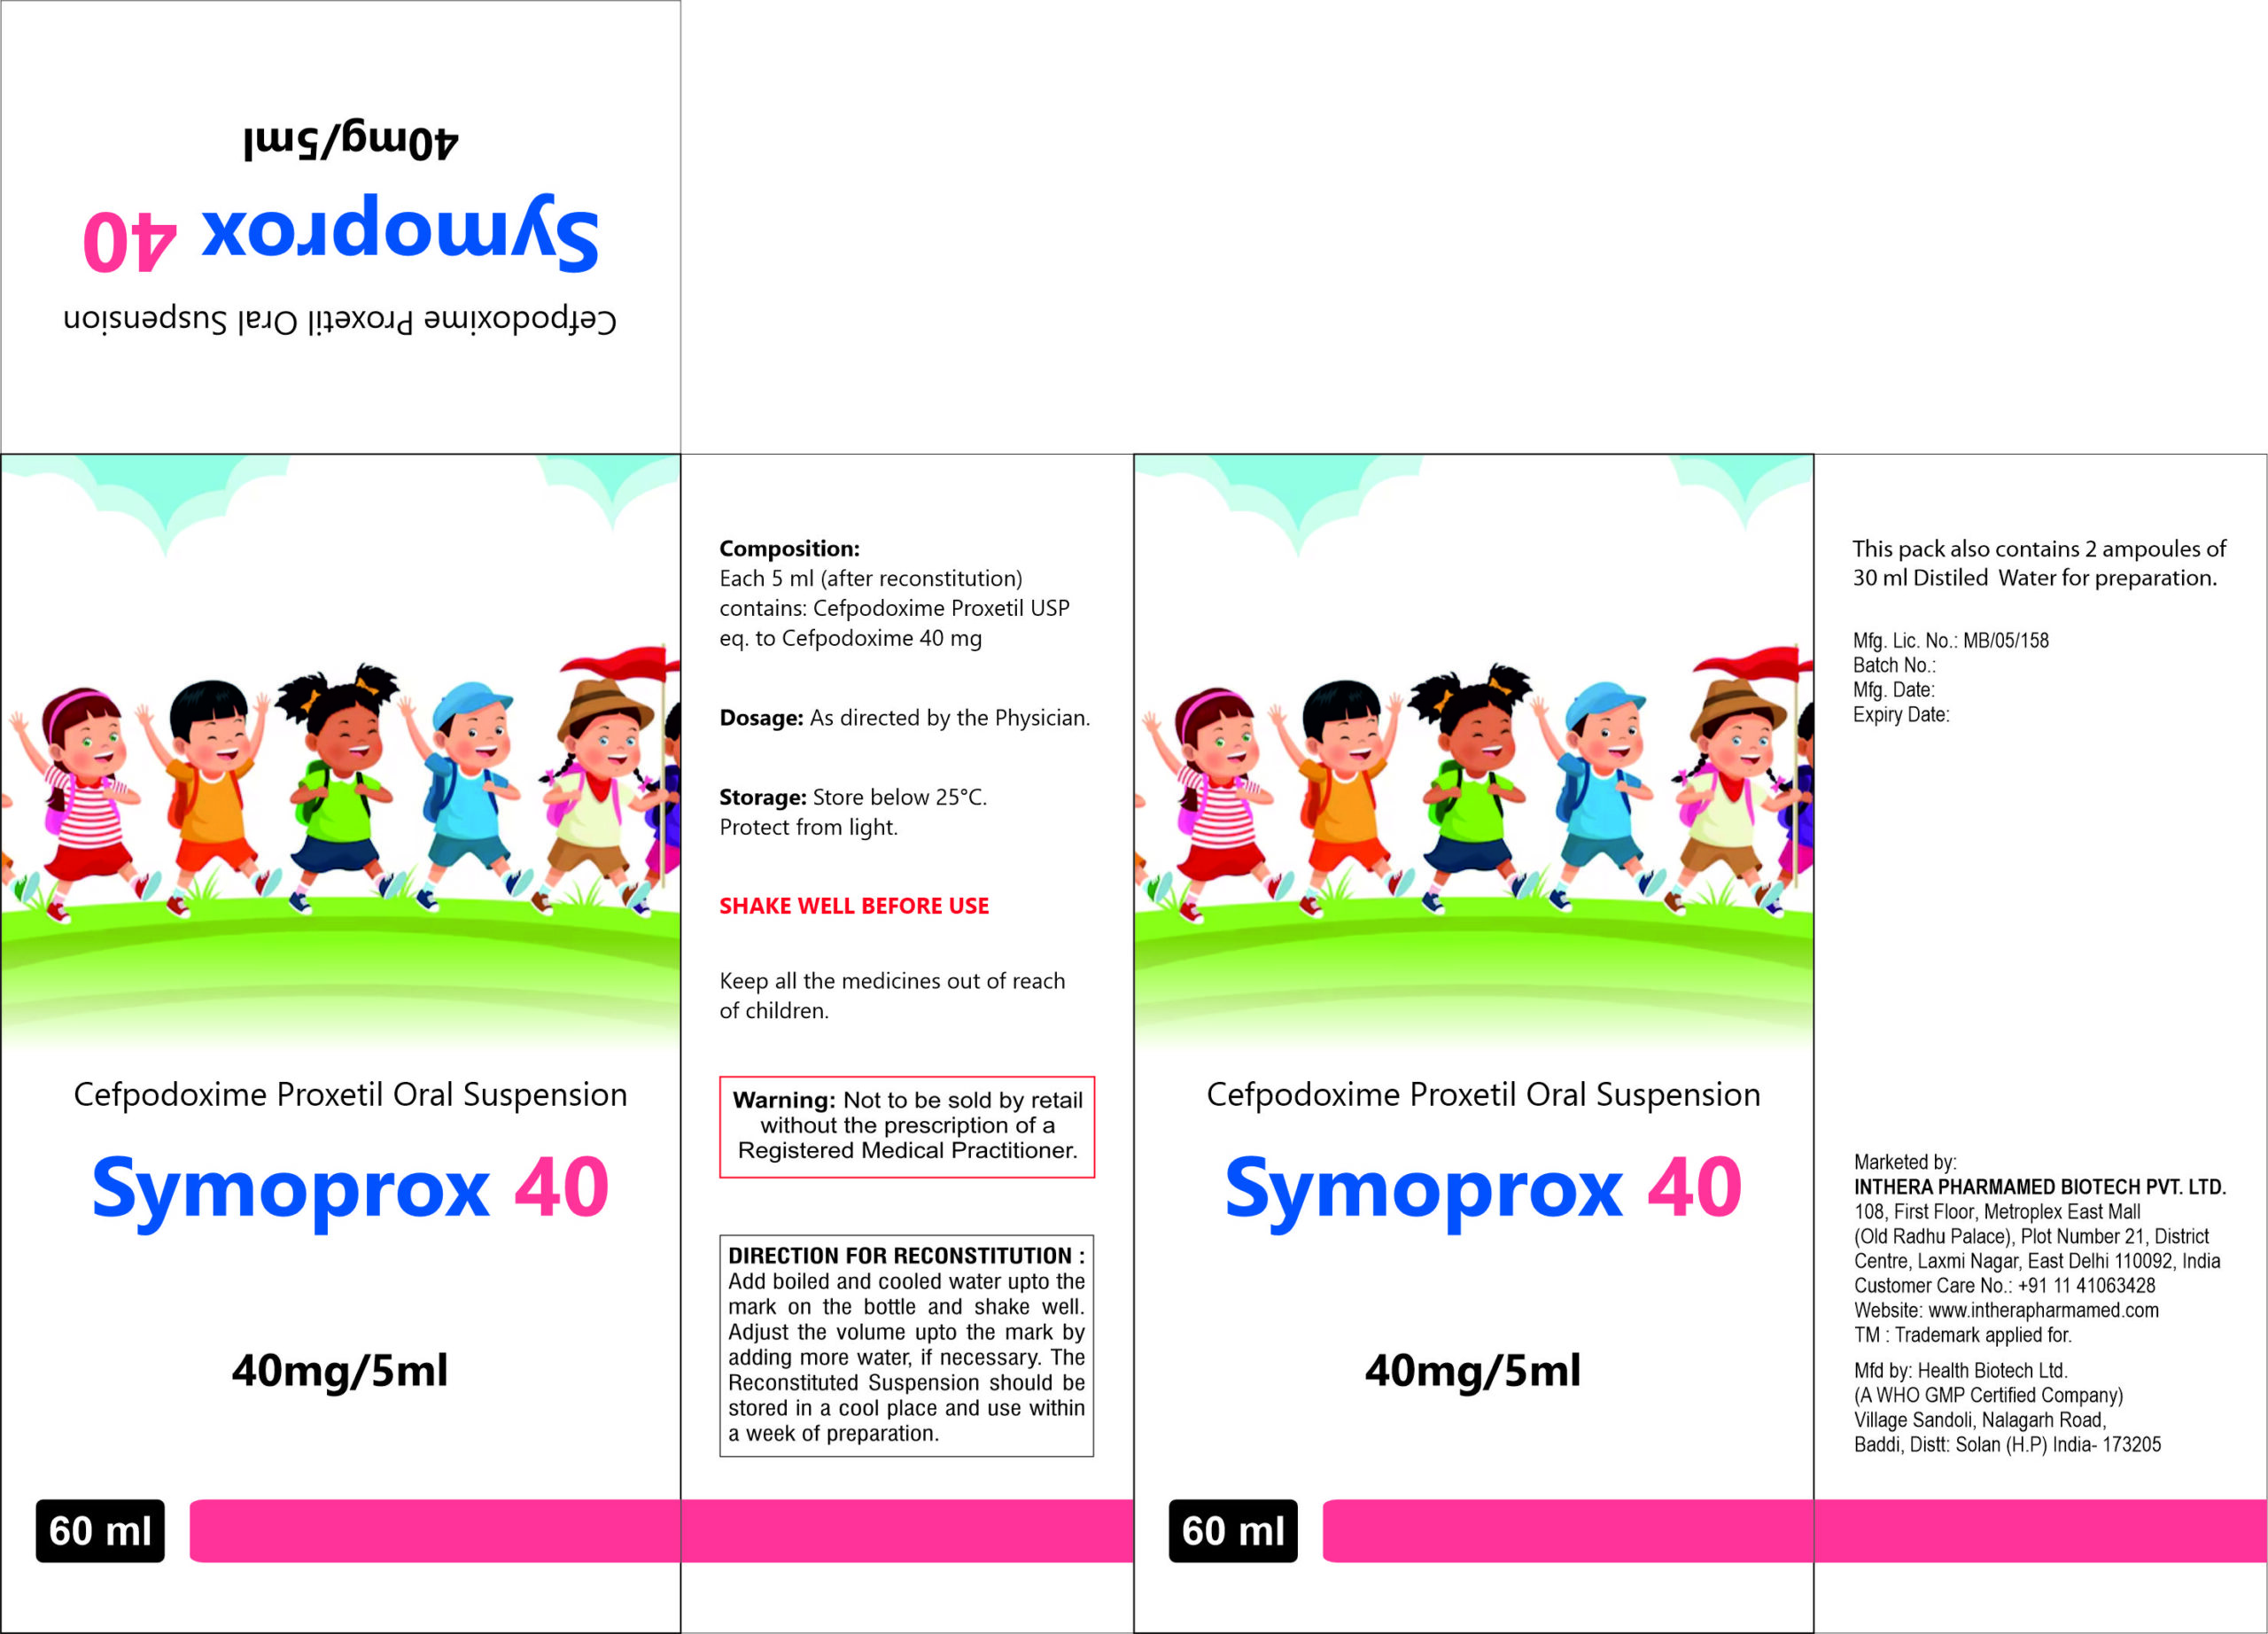 40mg/5ml
Symoprox 40
Cefpodoxime Proxetil Oral Suspension
Cefpodoxime Proxetil Oral Suspension
Symoprox 40
40mg/5ml
60 ml
Composition:
Each 5 ml (after reconstitution)
contains: Cefpodoxime Proxetil USP
eq. to Cefpodoxime 40 mg
Dosage: As directed by the Physician.
Storage: Store below 25°C.
Protect from light.
SHAKE WELL BEFORE USE
Keep all the medicines out of reach
of children.
Warning: Not to be sold by retail
without the prescription of a
Registered Medical Practitioner.
DIRECTION FOR RECONSTITUTION :
Add boiled and cooled water upto the
mark on the bottle and shake well.
Adjust the volume upto the mark by
adding more water, if necessary. The
Reconstituted Suspension should be
stored in a cool place and use within
a week of preparation.
Cefpodoxime Proxetil Oral Suspension
Symoprox 40
40mg/5ml
60 ml
This pack also contains 2 ampoules of
30 ml Distiled Water for preparation.
Mfg. Lic. No.: MB/05/158
Batch No.:
Mfg. Date:
Expiry Date:
Marketed by:
INTHERA PHARMAMED BIOTECH PVT. LTD.
108, First Floor, Metroplex East Mall
(Old Radhu Palace), Plot Number 21, District
Centre, Laxmi Nagar, East Delhi 110092, India
Customer Care No.: +91 11 41063428
Website: www.intherapharmamed.com
TM : Trademark applied for.
Mfd by: Health Biotech Ltd.
(A WHO GMP Certified Company)
Village Sandoli, Nalagarh Road,
Baddi, Distt: Solan (H.P) India- 173205